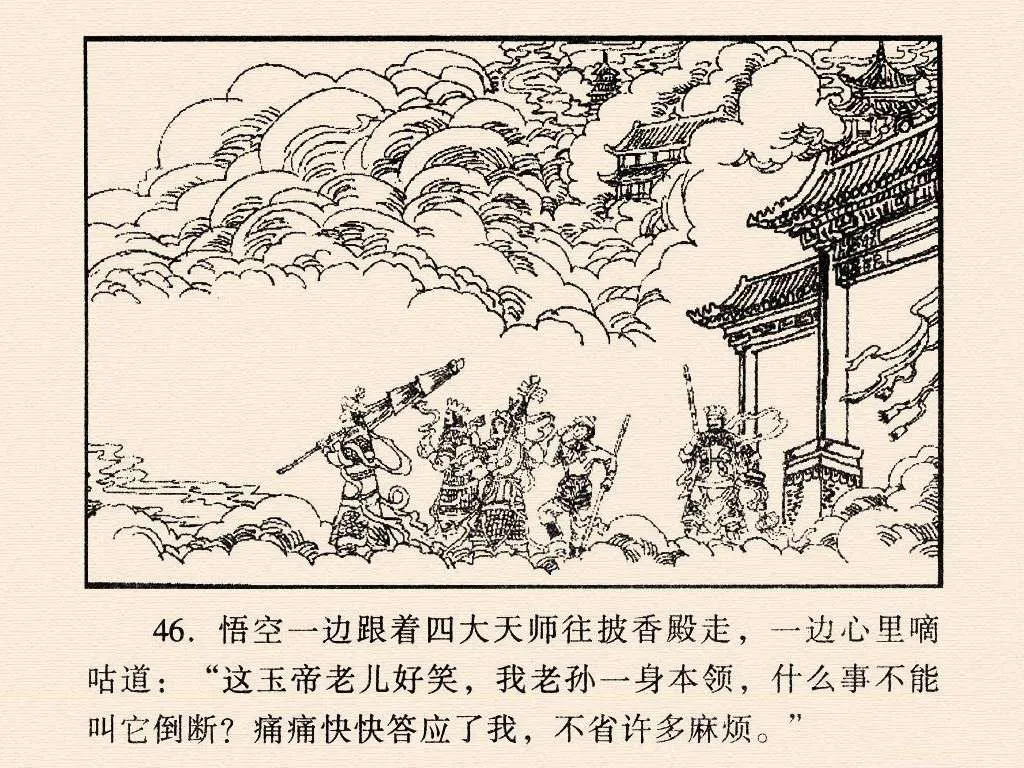 46. 悟空一边跟着四大天师往披香殿走，一边心里嘀
咕道：“这玉帝老儿好笑，我老孙一身本领，什么事不能
叫它倒断？痛痛快快答应了我，不省许多麻烦。”